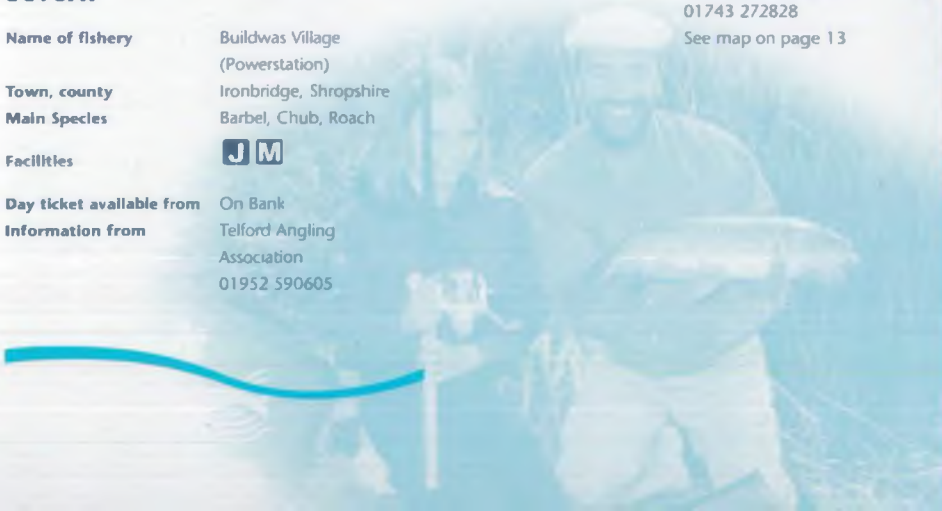 Name of fishery Buildwas Village
(Powerstation)
Town, county Ironbridge, Shropshire
Main Species Barbel, Chub, Roach
Facilities J M
Day ticket available from On Bank
Information from Telford Angling
Association
01952 590605
01743 272828
See map on page 13